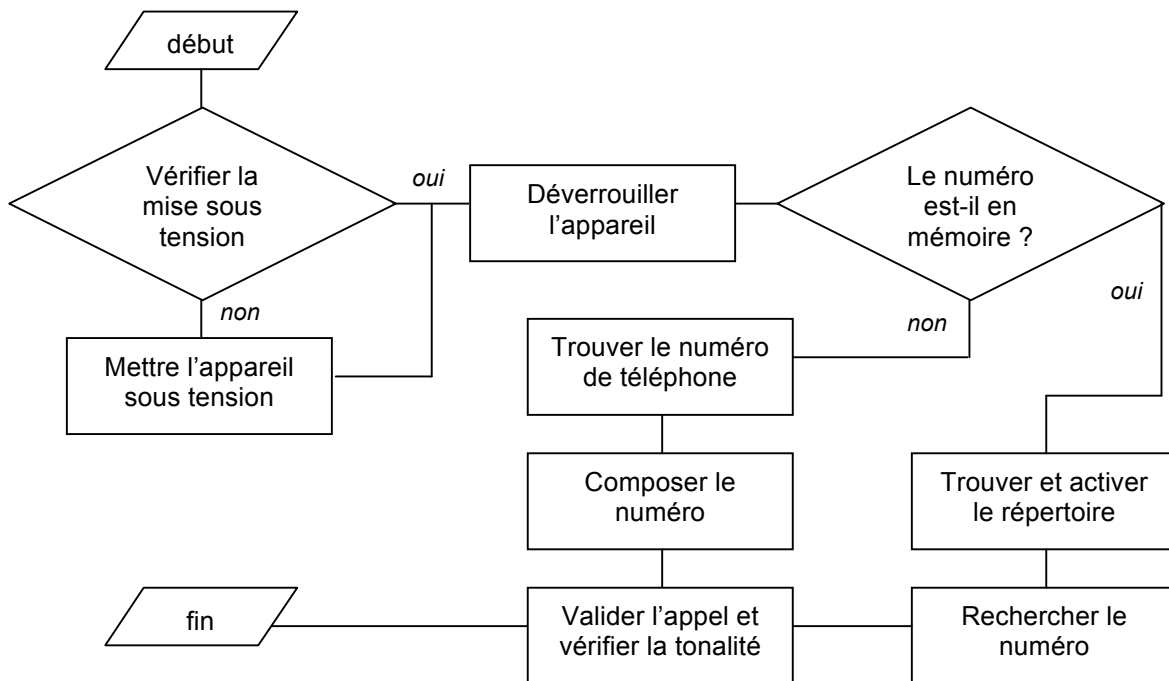 début
Vérifier la
mise sous
tension
oui
non
Mettre l’appareil
sous tension
Déverrouiller
l’appareil
Le numéro
est-il en
mémoire ?
non
oui
Trouver le numéro
de téléphone
Composer le
numéro
Trouver et activer
le répertoire
Rechercher le
numéro
Valider l’appel et
vérifier la tonalité
fin